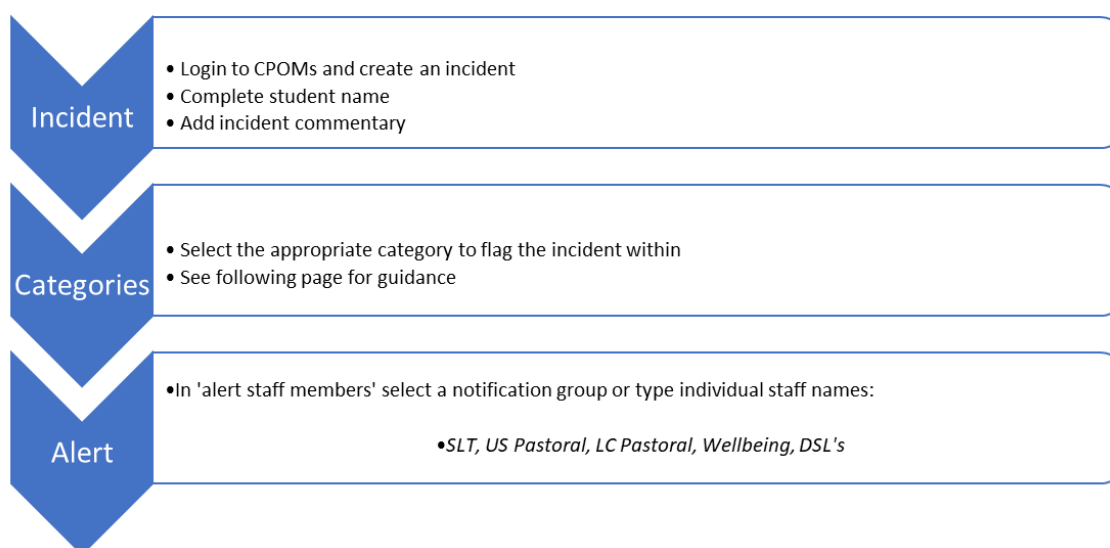 Incident
• Login to CPOMs and create an incident
• Complete student name
• Add incident commentary
Categories
• Select the appropriate category to flag the incident within
• See following page for guidance
Alert
•In 'alert staff members' select a notification group or type individual staff names:
•SLT, US Pastoral, LC Pastoral, Wellbeing, DSL's